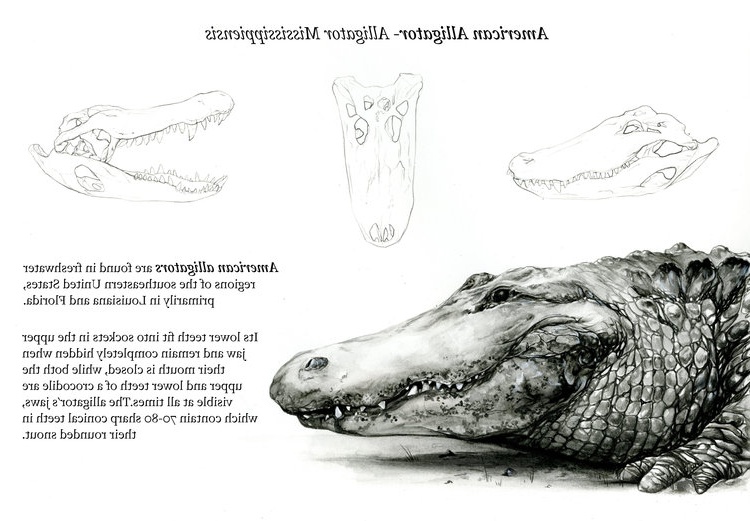 American Alligator- Alligator Mississippiensis
American alligators are found in freshwater
regions of the southeastern United States,
primarily in Louisiana and Florida.
Its lower teeth fit into sockets in the upper
jaw and remain completely hidden when
their mouth is closed, while both the
upper and lower teeth of a crocodile are
visible at all times.The alligator's jaws,
which contain 70-80 sharp conical teeth in
their rounded snout.